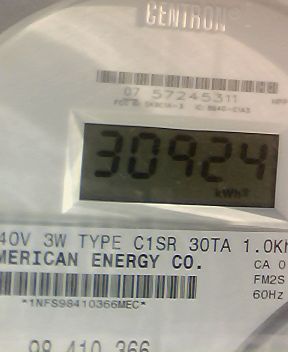 CENTRON®
07 57245311
30924
kWh
40V 3W TYPE C1SR 30TA 1.0Kh
MERICAN ENERGY CO.
CA 0
FM2S
60Hz
*1NFS98410366MEC*
98 410 366